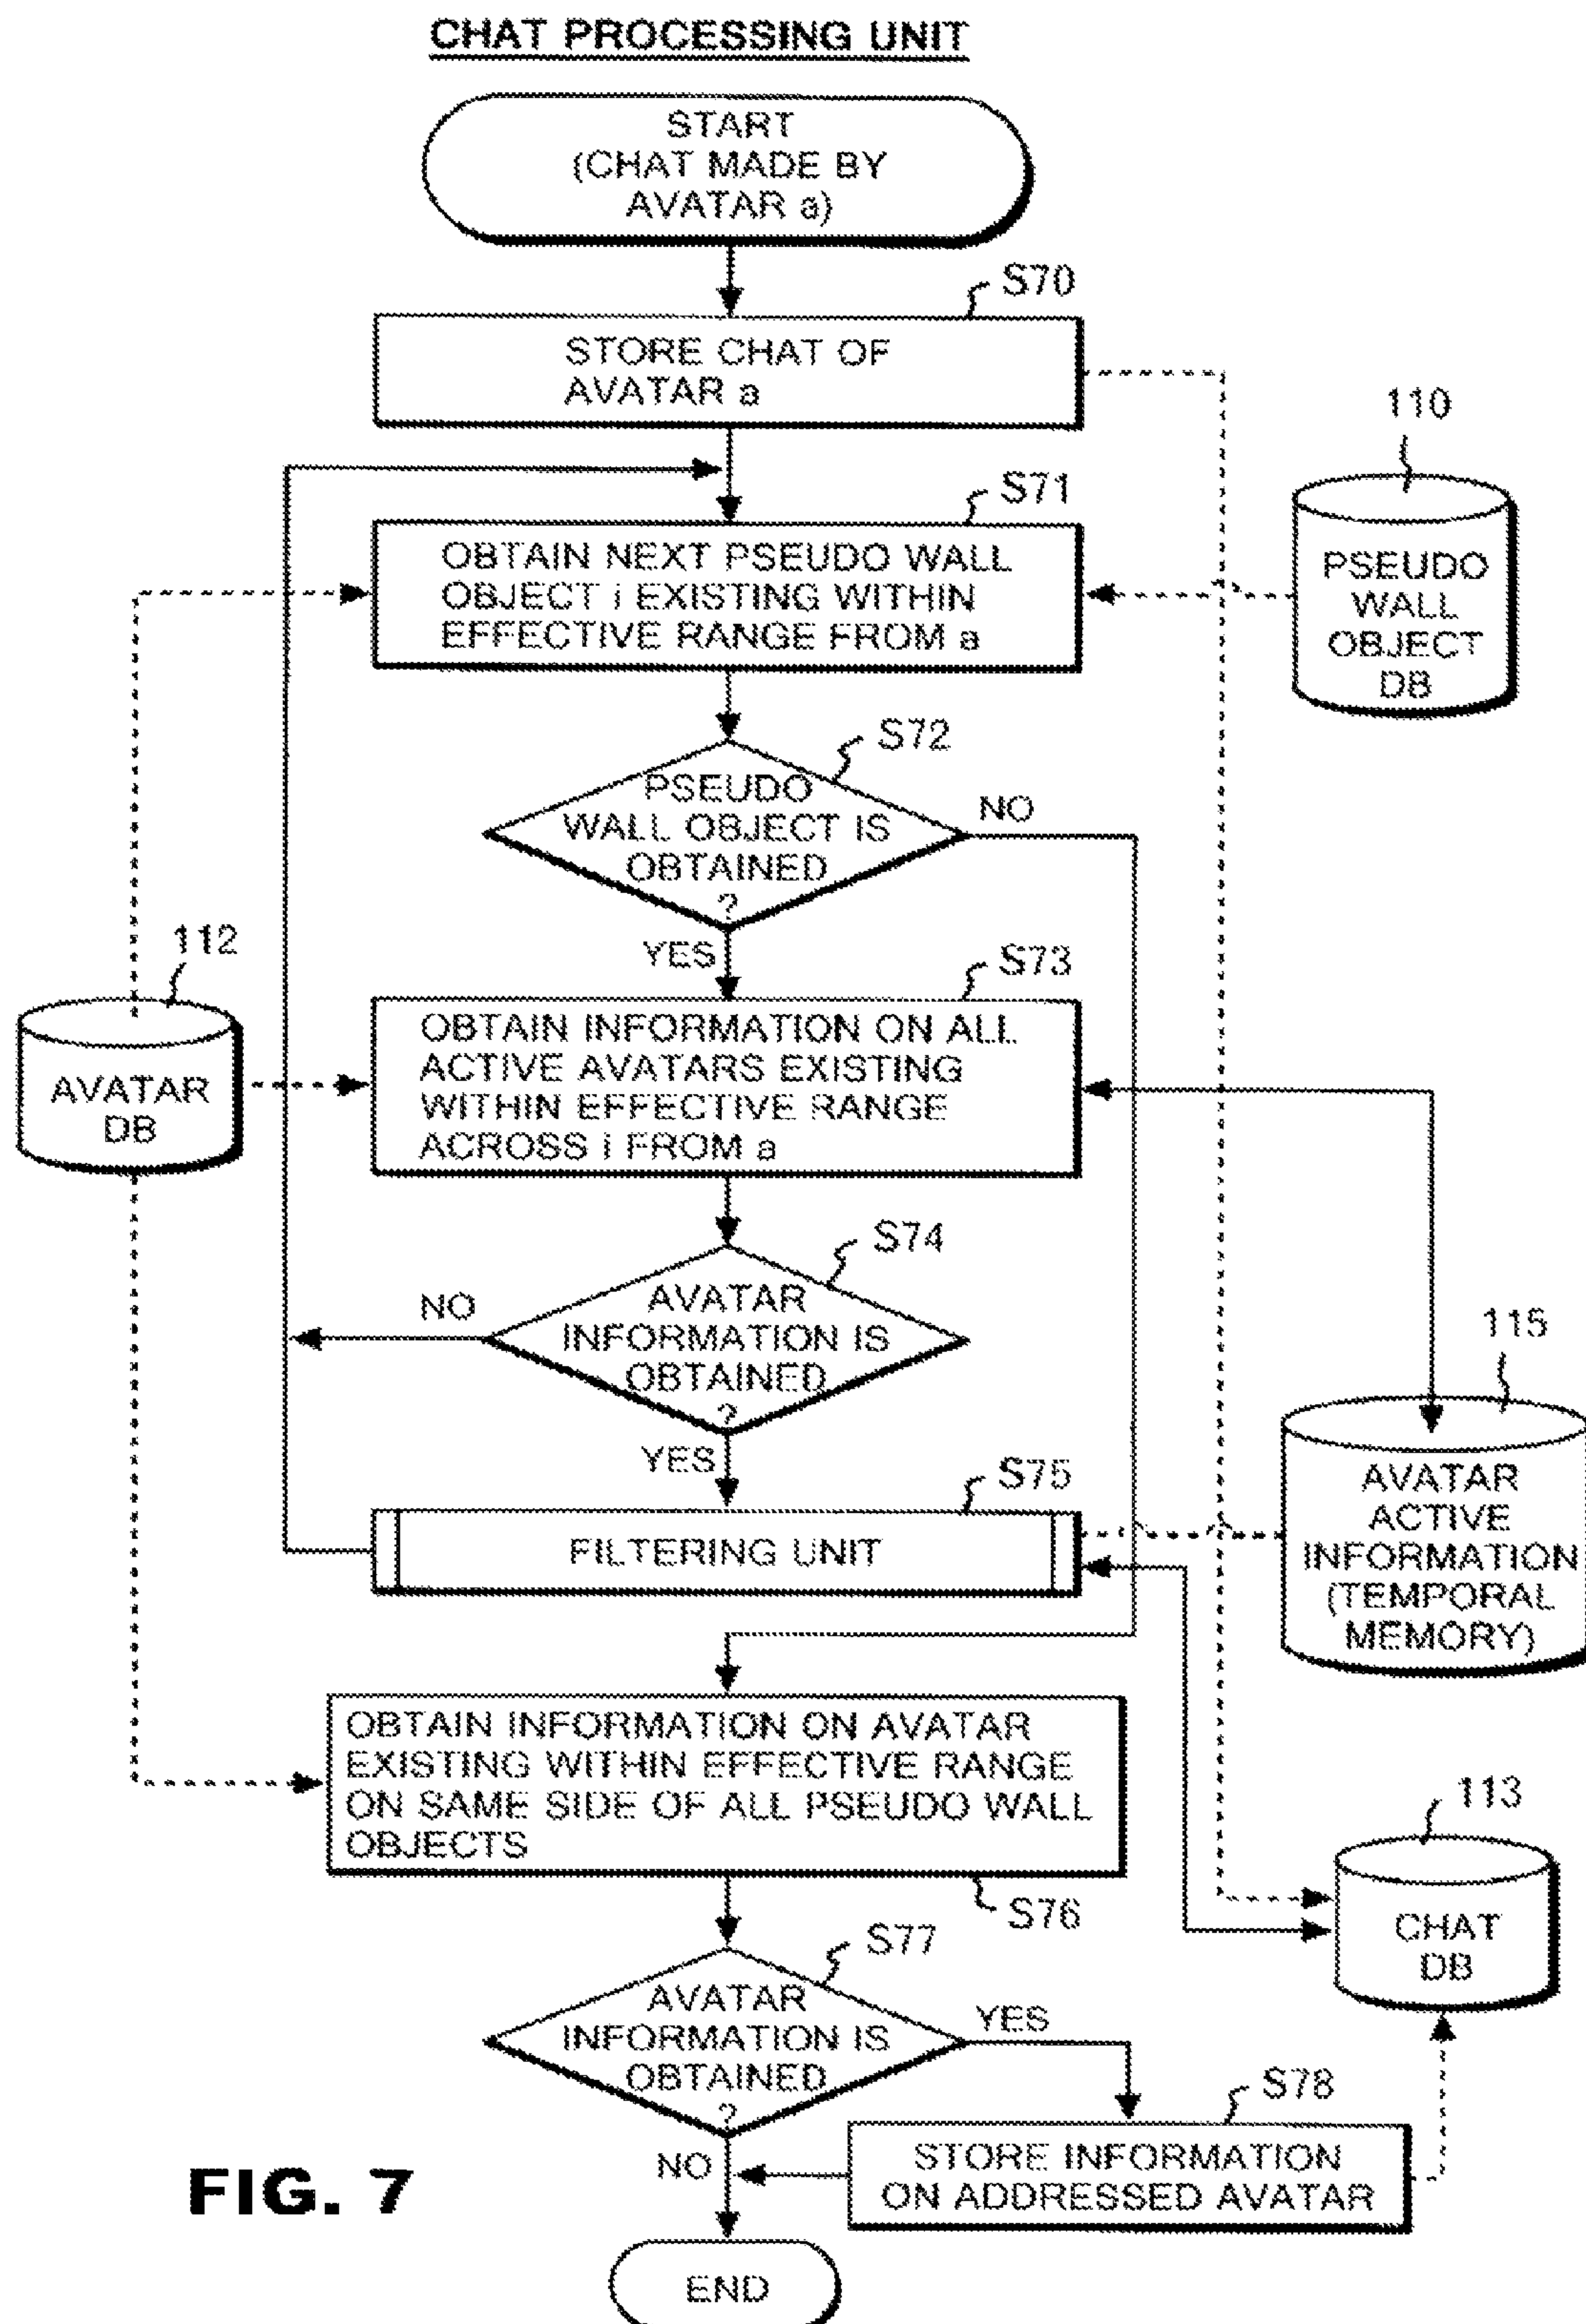 CHAT PROCESSING UNIT
START
(CHAT MADE BY
AVATAR a)
S70
STORE CHAT OF
AVATAR a
110
S71
OBTAIN NEXT PSEUDO WALL
OBJECT i EXISTING WITHIN
EFFECTIVE RANGE FROM a
PSEUDO
WALL
OBJECT
DB
S72
PSEUDO
WALL OBJECT IS
OBTAINED
?
NO
YES
112
AVATAR
DB
S73
OBTAIN INFORMATION ON ALL
ACTIVE AVATARS EXISTING
WITHIN EFFECTIVE RANGE
ACROSS i FROM a
S74
NO
AVATAR
INFORMATION IS
OBTAINED
?
YES
115
AVATAR
ACTIVE
INFORMATION
(TEMPORAL
MEMORY)
S75
FILTERING UNIT
OBTAIN INFORMATION ON AVATAR
EXISTING WITHIN EFFECTIVE RANGE
ON SAME SIDE OF ALL PSEUDO WALL
OBJECTS
S76
113
CHAT
DB
S77
AVATAR
INFORMATION IS
OBTAINED
?
YES
NO
S78
STORE INFORMATION
ON ADDRESSED AVATAR
FIG. 7
END